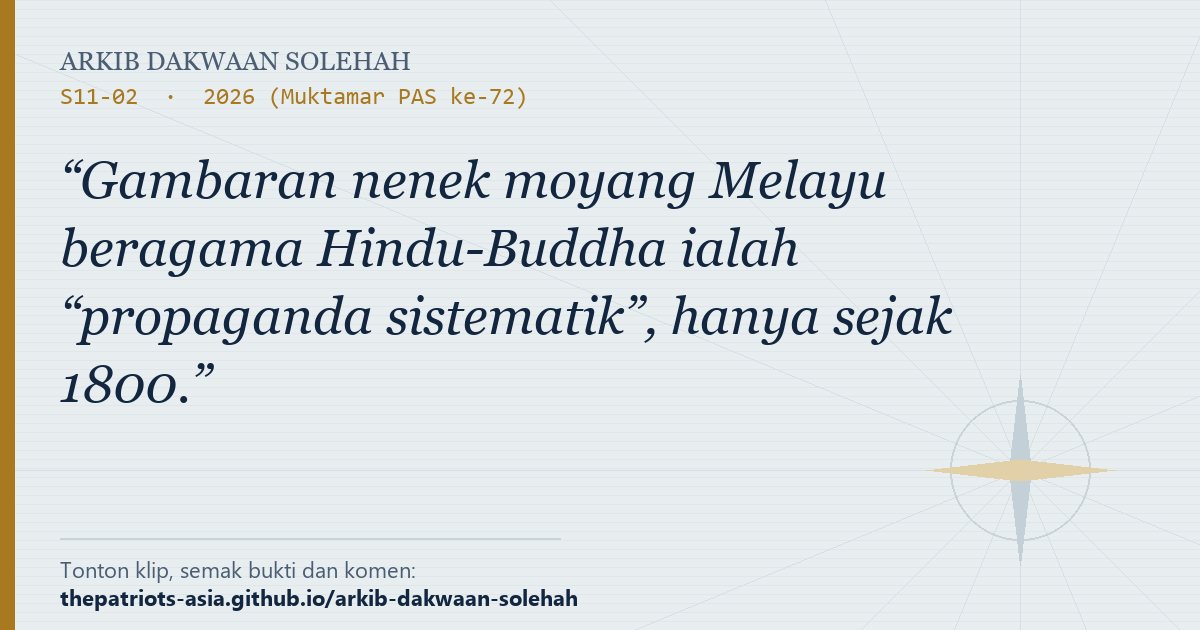 ARKIB DAKWAAN SOLEHAH
S11-02 · 2026 (Muktamar PAS ke-72)
“Gambaran nenek moyang Melayu
beragama Hindu-Buddha ialah
“propaganda sistematik”, hanya sejak
1800.”
Tonton klip, semak bukti dan komen:
thepatriots-asia.github.io/arkib-dakwaan-solehah